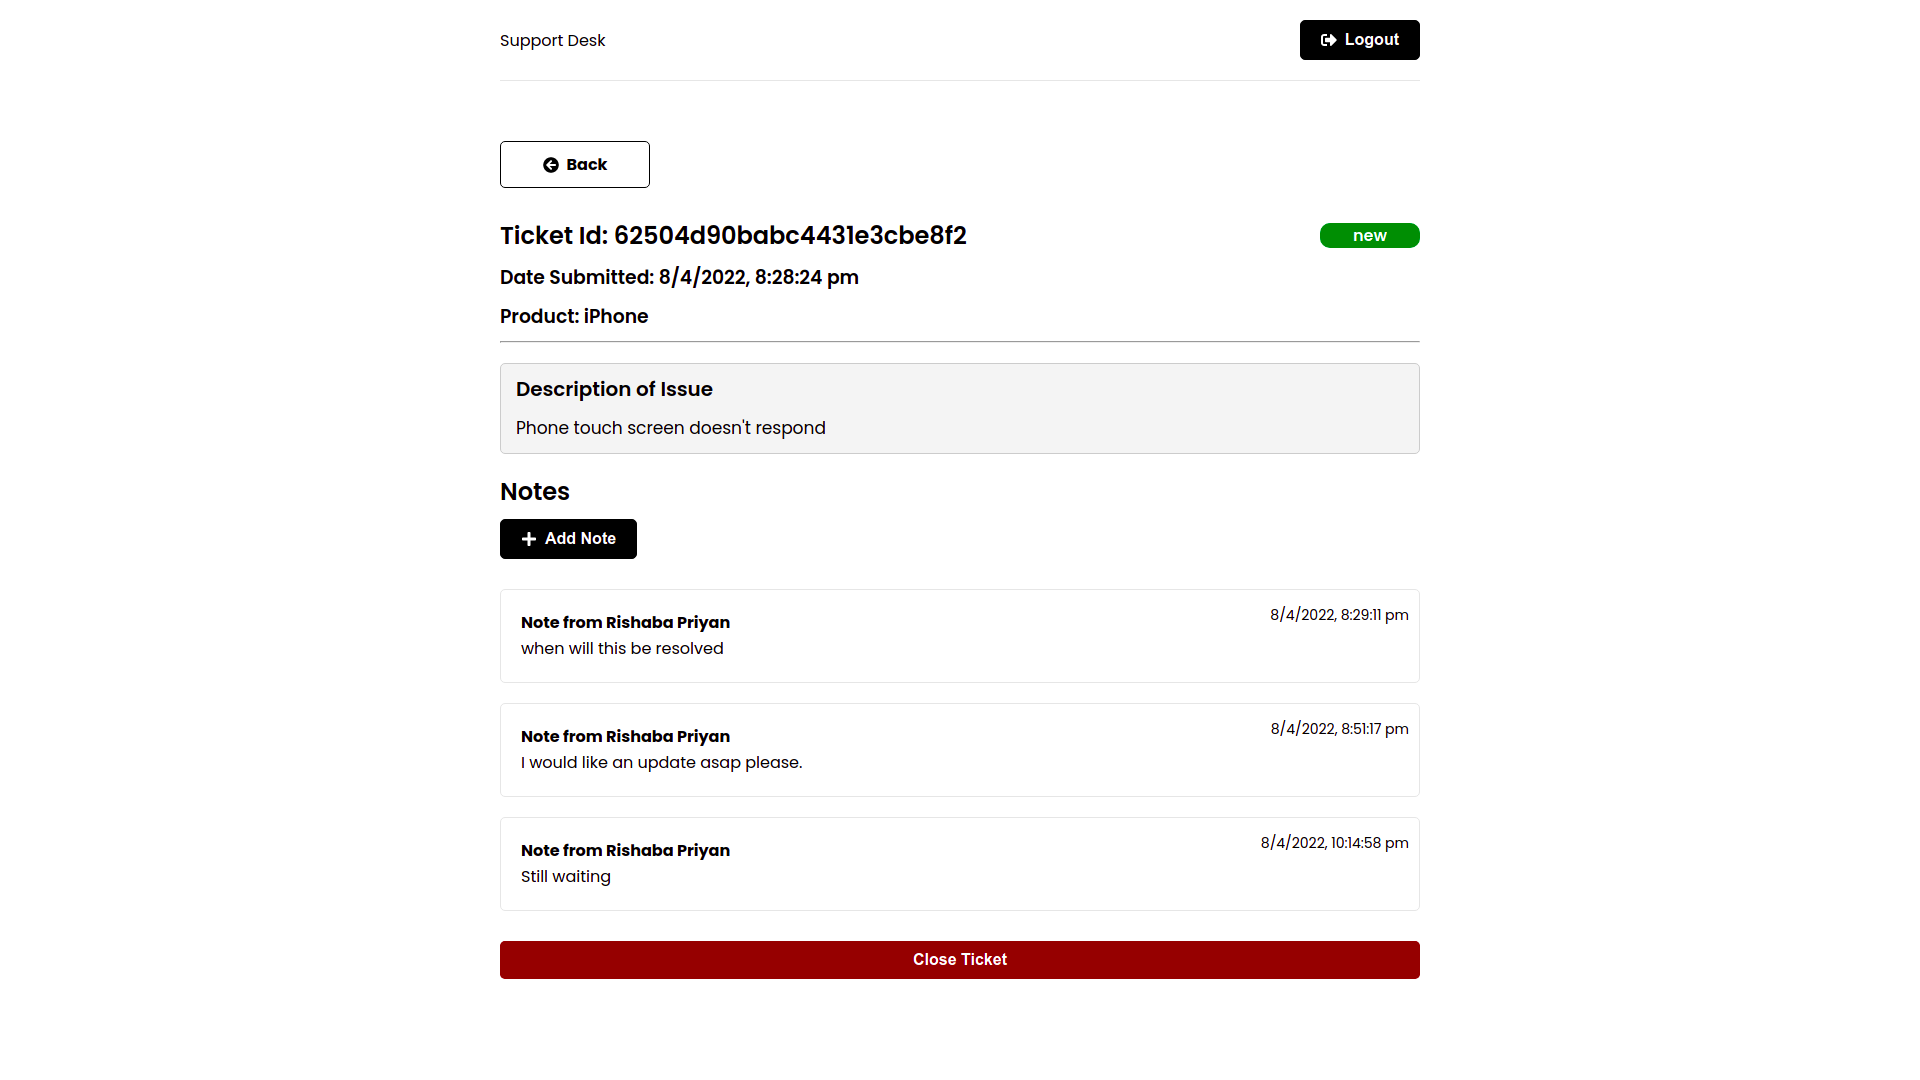 Support Desk
Logout
Back
Ticket Id: 62504d90babc4431e3cbe8f2
new
Date Submitted: 8/4/2022, 8:28:24 pm
Product: iPhone
Description of Issue
Phone touch screen doesn't respond
Notes
Add Note
Note from Rishaba Priyan
8/4/2022, 8:29:11 pm
when will this be resolved
Note from Rishaba Priyan
8/4/2022, 8:51:17 pm
I would like an update asap please.
Note from Rishaba Priyan
8/4/2022, 10:14:58 pm
Still waiting
Close Ticket